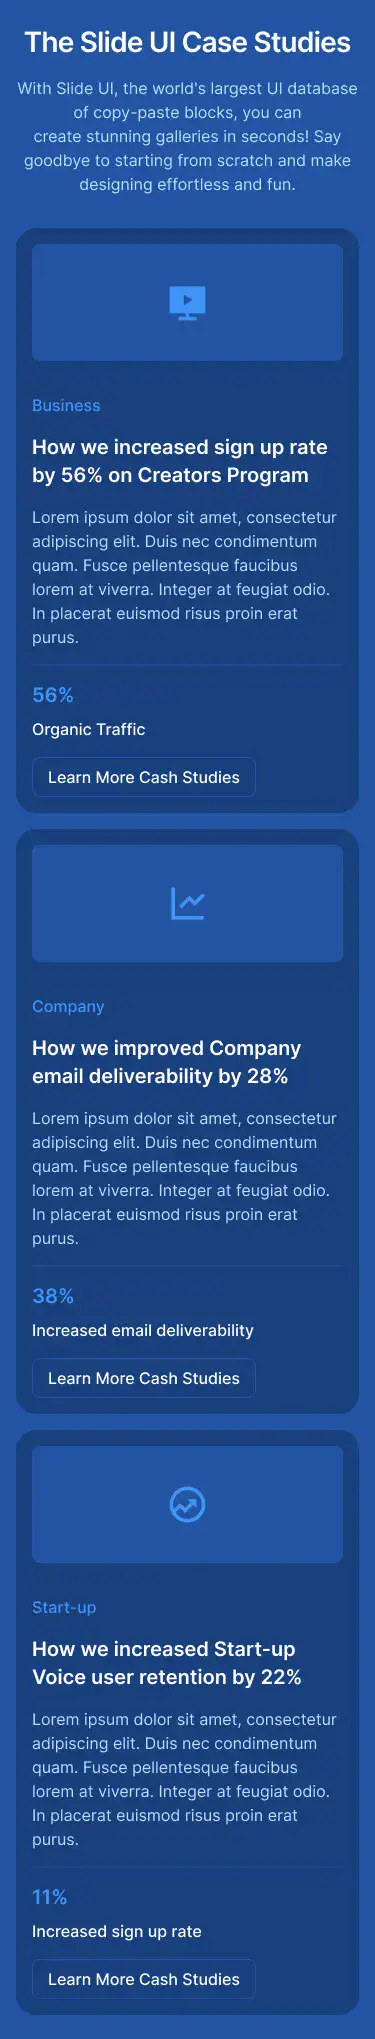 The Slide UI Case Studies
With Slide UI, the world's largest UI database
of copy-paste blocks, you can
create stunning galleries in seconds! Say
goodbye to starting from scratch and make
designing effortless and fun.
Business
How we increased sign up rate
by 56% on Creators Program
Lorem ipsum dolor sit amet, consectetur
adipiscing elit. Duis nec condimentum
quam. Fusce pellentesque faucibus
lorem at viverra. Integer at feugiat odio.
In placerat euismod risus proin erat
purus.
56%
Organic Traffic
Learn More Cash Studies
Company
How we improved Company
email deliverability by 28%
Lorem ipsum dolor sit amet, consectetur
adipiscing elit. Duis nec condimentum
quam. Fusce pellentesque faucibus
lorem at viverra. Integer at feugiat odio.
In placerat euismod risus proin erat
purus.
38%
Increased email deliverability
Learn More Cash Studies
Start-up
How we increased Start-up
Voice user retention by 22%
Lorem ipsum dolor sit amet, consectetur
adipiscing elit. Duis nec condimentum
quam. Fusce pellentesque faucibus
lorem at viverra. Integer at feugiat odio.
In placerat euismod risus proin erat
purus.
11%
Increased sign up rate
Learn More Cash Studies